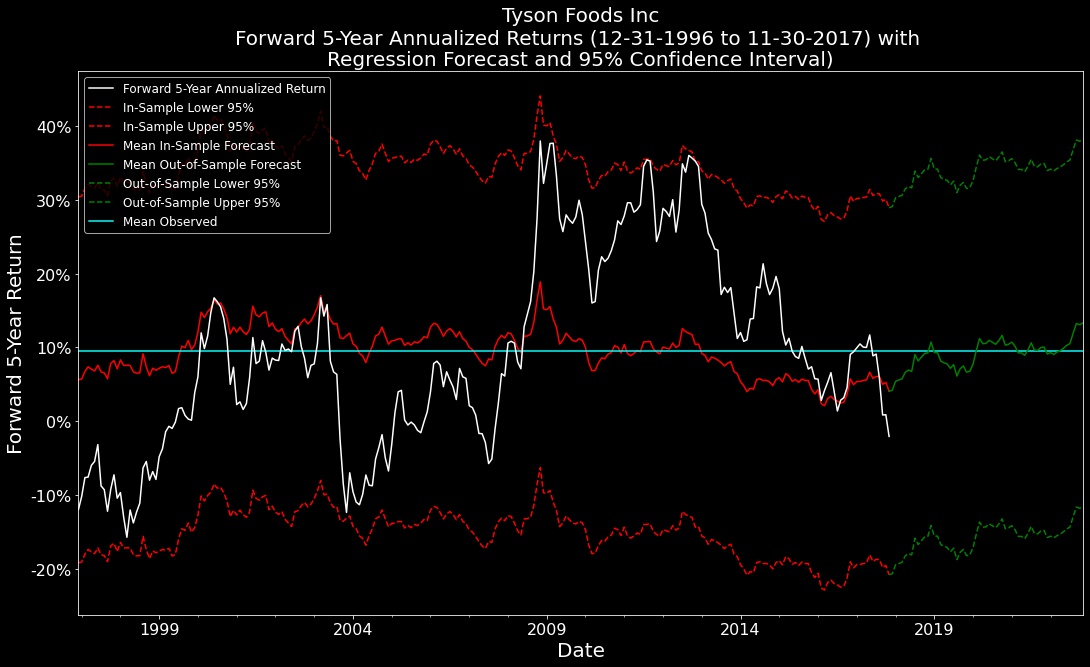 Tyson Foods Inc
Forward 5-Year Annualized Returns (12-31-1996 to 11-30-2017) with
Regression Forecast and 95% Confidence Interval)
Forward 5-Year Annualized Return
In-Sample Lower 95%
In-Sample Upper 95%
Mean In-Sample Forecast
Mean Out-of-Sample Forecast
Out-of-Sample Lower 95%
Out-of-Sample Upper 95%
Mean Observed
40%
30%
20%
10%
0%
-10%
-20%
Forward 5-Year Return
1999
2004
2009
2014
2019
Date